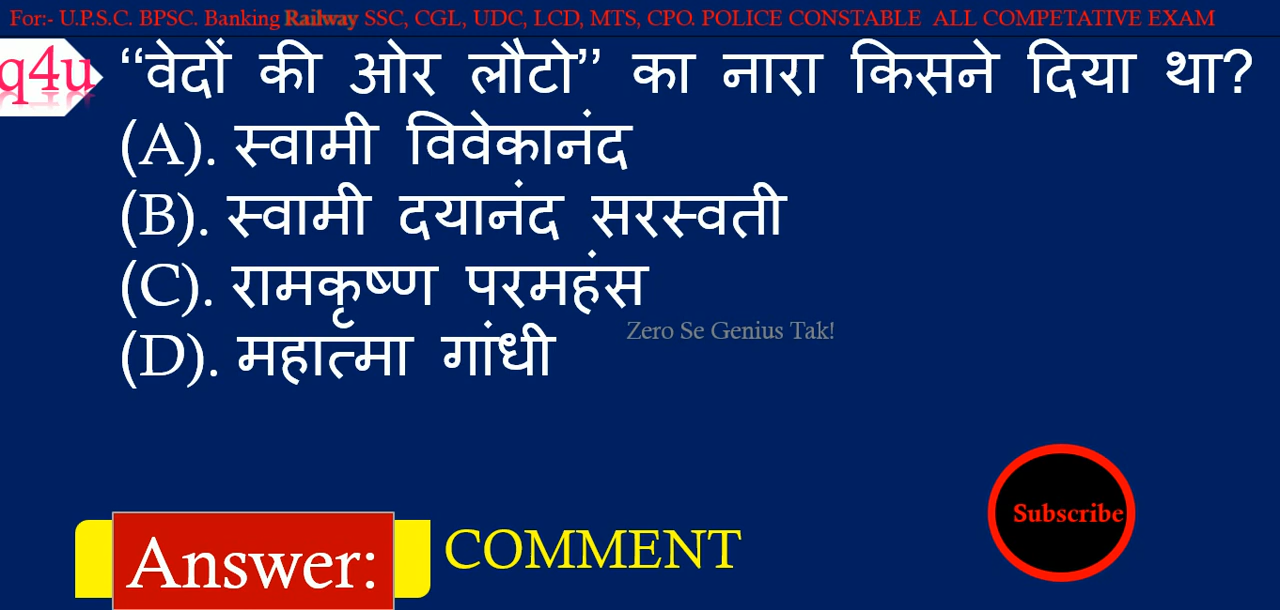 For:- U.P.S.C. BPSC. Banking Railway SSC, CGL, UDC, LCD, MTS, CPO. POLICE CONSTABLE ALL COMPETATIVE EXAM
q4u
“वेदों की ओर लौटो” का नारा किसने दिया था?
(A). स्वामी विवेकानंद
(B). स्वामी दयानंद सरस्वती
(C). रामकृष्ण परमहंस
Zero Se Genius Tak!
(D). महात्मा गांधी
Subscribe
Answer: COMMENT